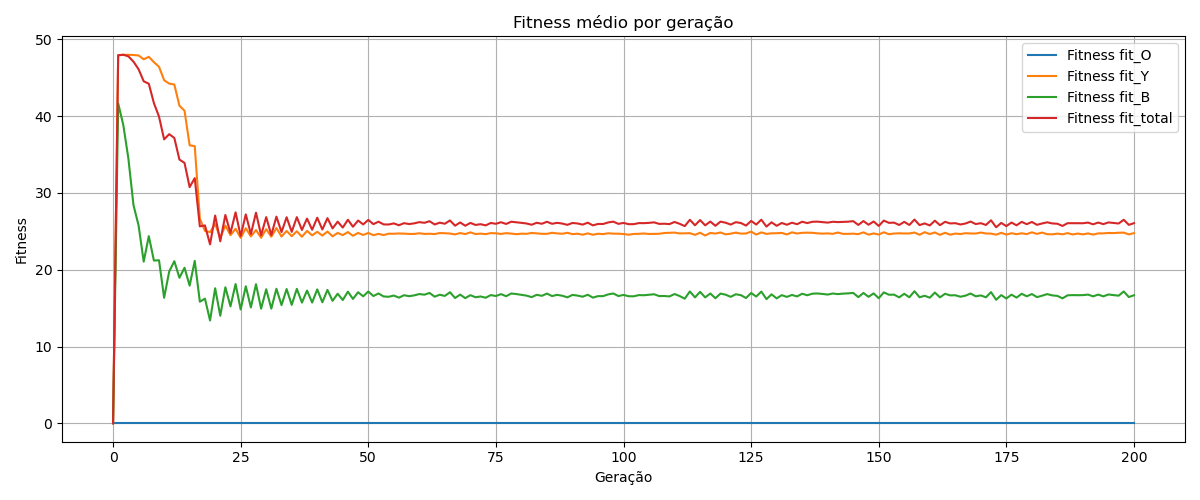 Fitness médio por geração
Fitness fit_O
Fitness fit_Y
Fitness fit_B
Fitness fit_total
Fitness
50
40
30
20
10
0
0 25 50 75 100 125 150 175 200
Geração